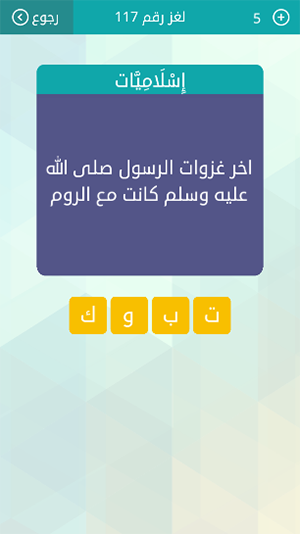 رجوع لغز رقم 117 5
إِسْلَامِيَّات
اخر غزوات الرسول صلى الله
عليه وسلم كانت مع الروم
ت ب و ك